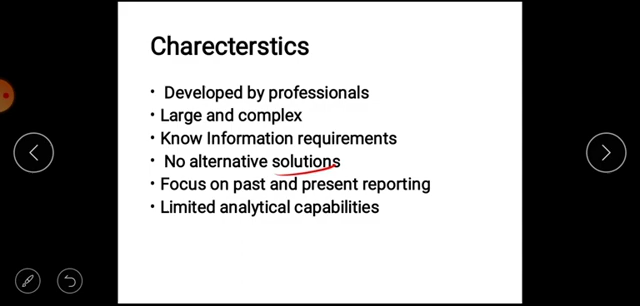 Charecterstics
• Developed by professionals
• Large and complex
• Know Information requirements
• No alternative solutions
• Focus on past and present reporting
• Limited analytical capabilities